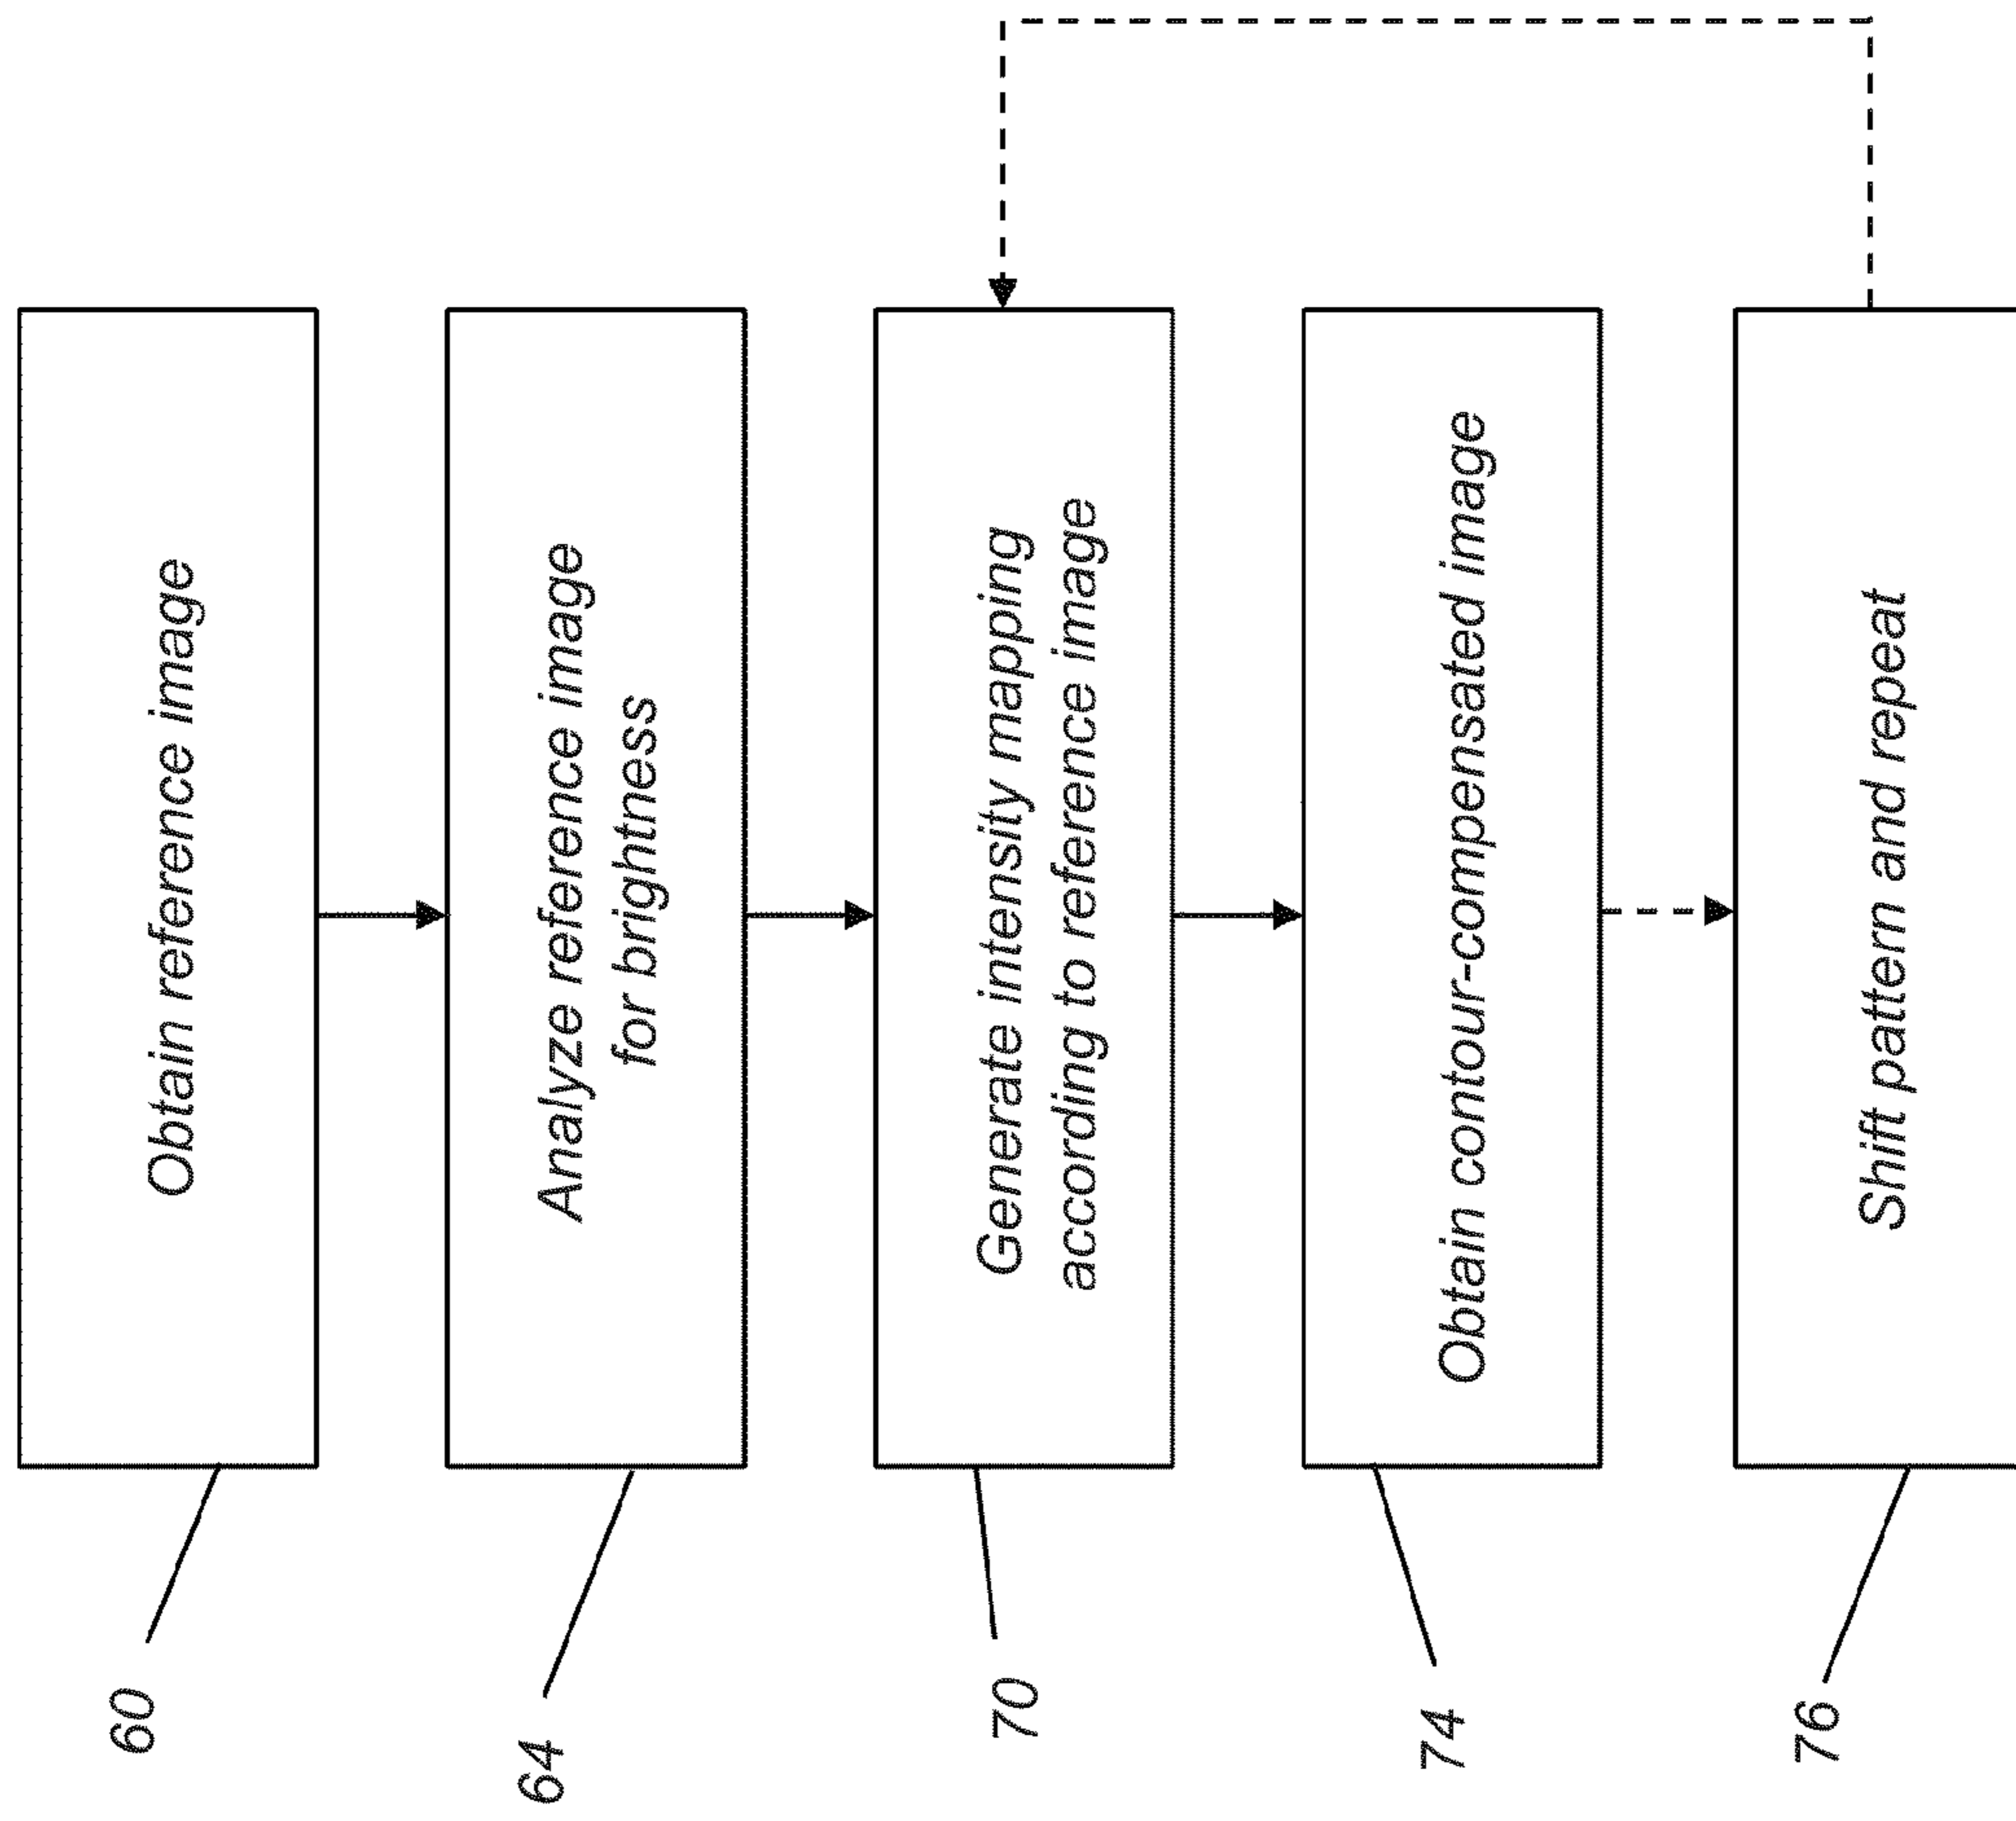 60
Obtain reference image
64
Analyze reference image
for brightness
70
Generate intensity mapping
according to reference image
74
Obtain contour-compensated image
76
Shift pattern and repeat